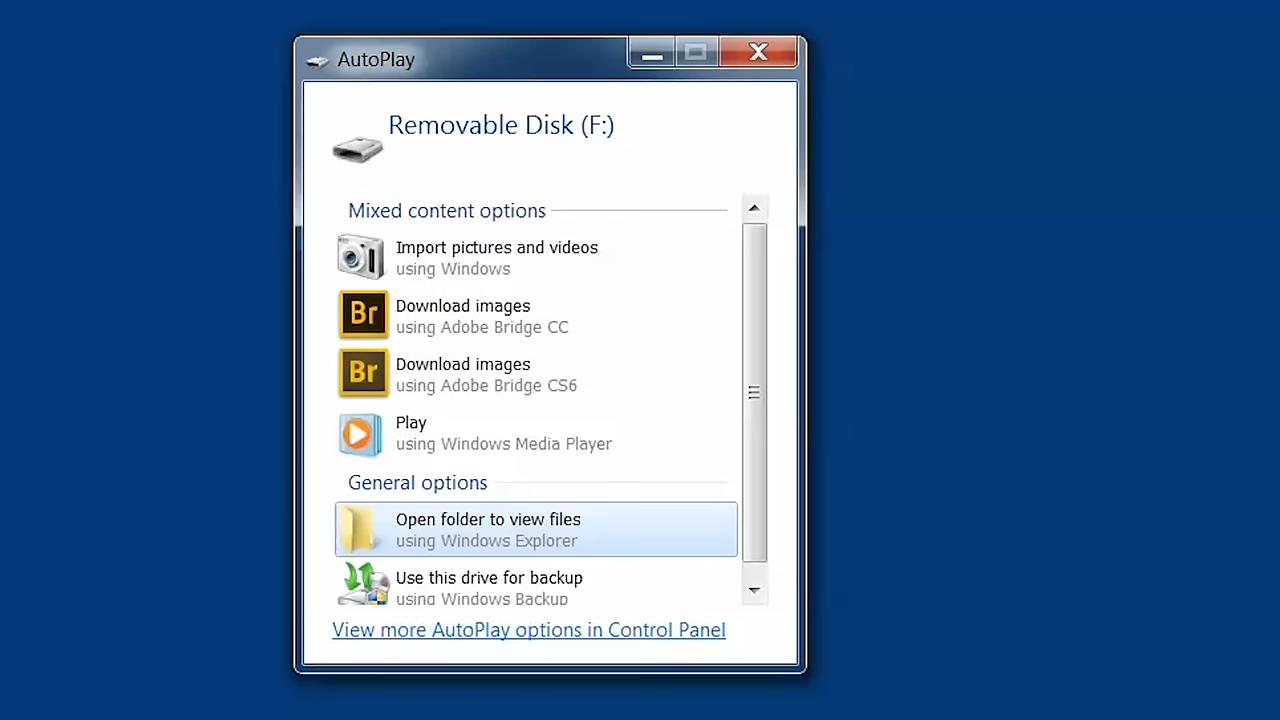 AutoPlay
Removable Disk (F:)
Mixed content options
Import pictures and videos
using Windows
Br
Download images
using Adobe Bridge CC
Br
Download images
using Adobe Bridge CS6
Play
using Windows Media Player
General options
Open folder to view files
using Windows Explorer
Use this drive for backup
using Windows Backup
View more AutoPlay options in Control Panel